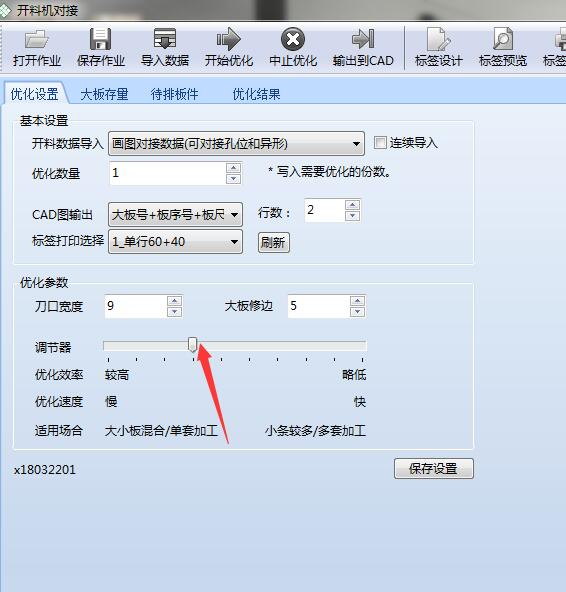 开料机对接
打开作业 保存作业 导入数据 开始优化 中止优化 输出到CAD 标签设计 标签预览 标签
优化设置 大板存量 待排板件 优化结果
基本设置
开料数据导入 画图对接数据(可对接孔位和异形) 连续导入
优化数量 1 * 写入需要优化的份数。
CAD图输出 大板号+板序号+板尺 行数： 2
标签打印选择 1_单行60+40 刷新
优化参数
刀口宽度 9 大板修边 5
调节器
优化效率 较高 略低
优化速度 慢 快
适用场合 大小板混合/单套加工 小条较多/多套加工
x18032201 保存设置